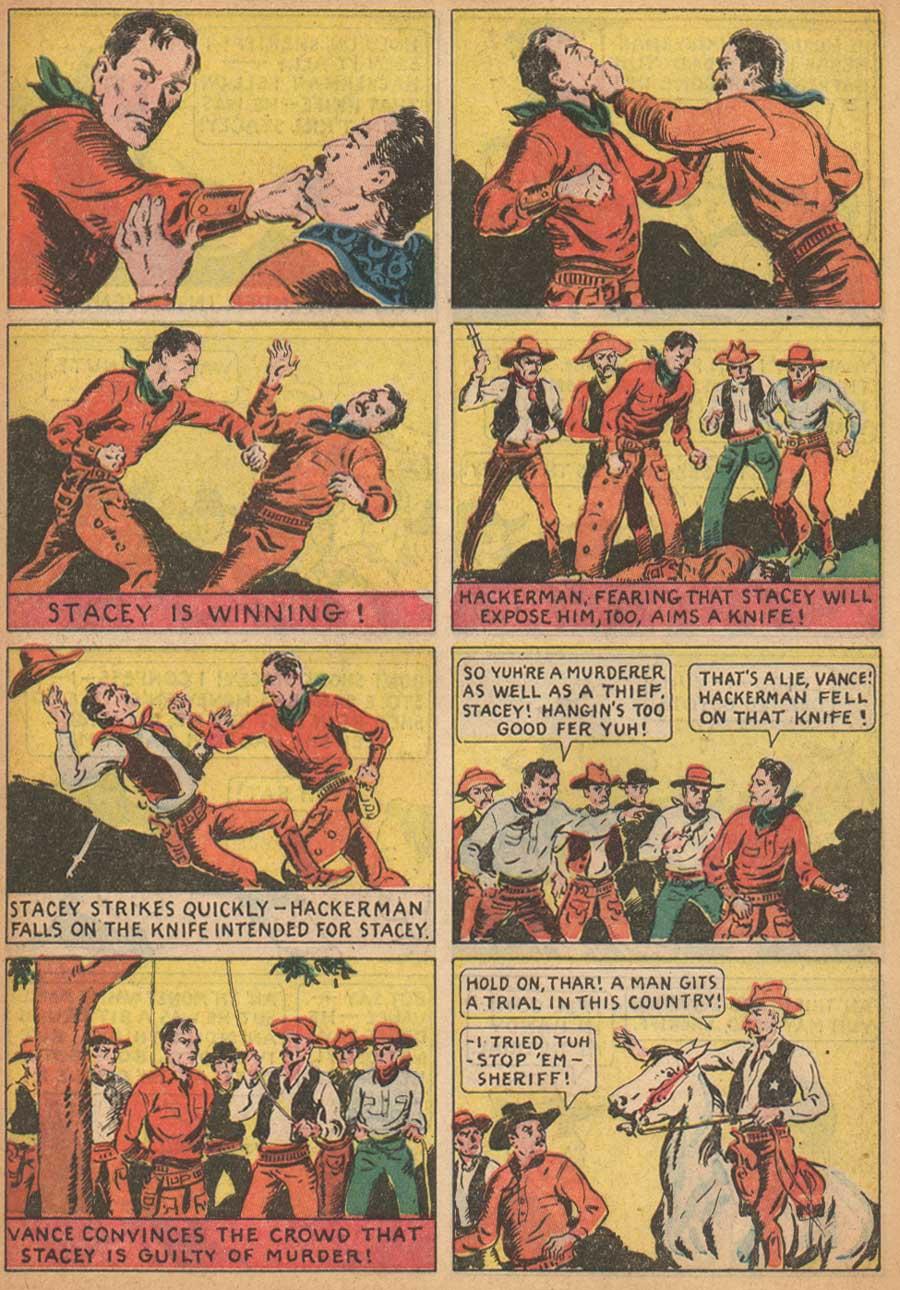 STACEY IS WINNING!
HACKERMAN, FEARING THAT STACEY WILL
EXPOSE HIM, TOO, AIMS A KNIFE!
STACEY STRIKES QUICKLY - HACKERMAN
FALLS ON THE KNIFE INTENDED FOR STACEY.
SO YUH'RE A MURDERER
AS WELL AS A THIEF,
STACEY! HANGIN'S TOO
GOOD FER YUH!
THAT'S A LIE, VANCE!
HACKERMAN FELL
ON THAT KNIFE!
VANCE CONVINCES THE CROWD THAT
STACEY IS GUILTY OF MURDER!
HOLD ON, THAR! A MAN GITS
A TRIAL IN THIS COUNTRY!
-I TRIED TUH
-STOP 'EM-
SHERIFF!